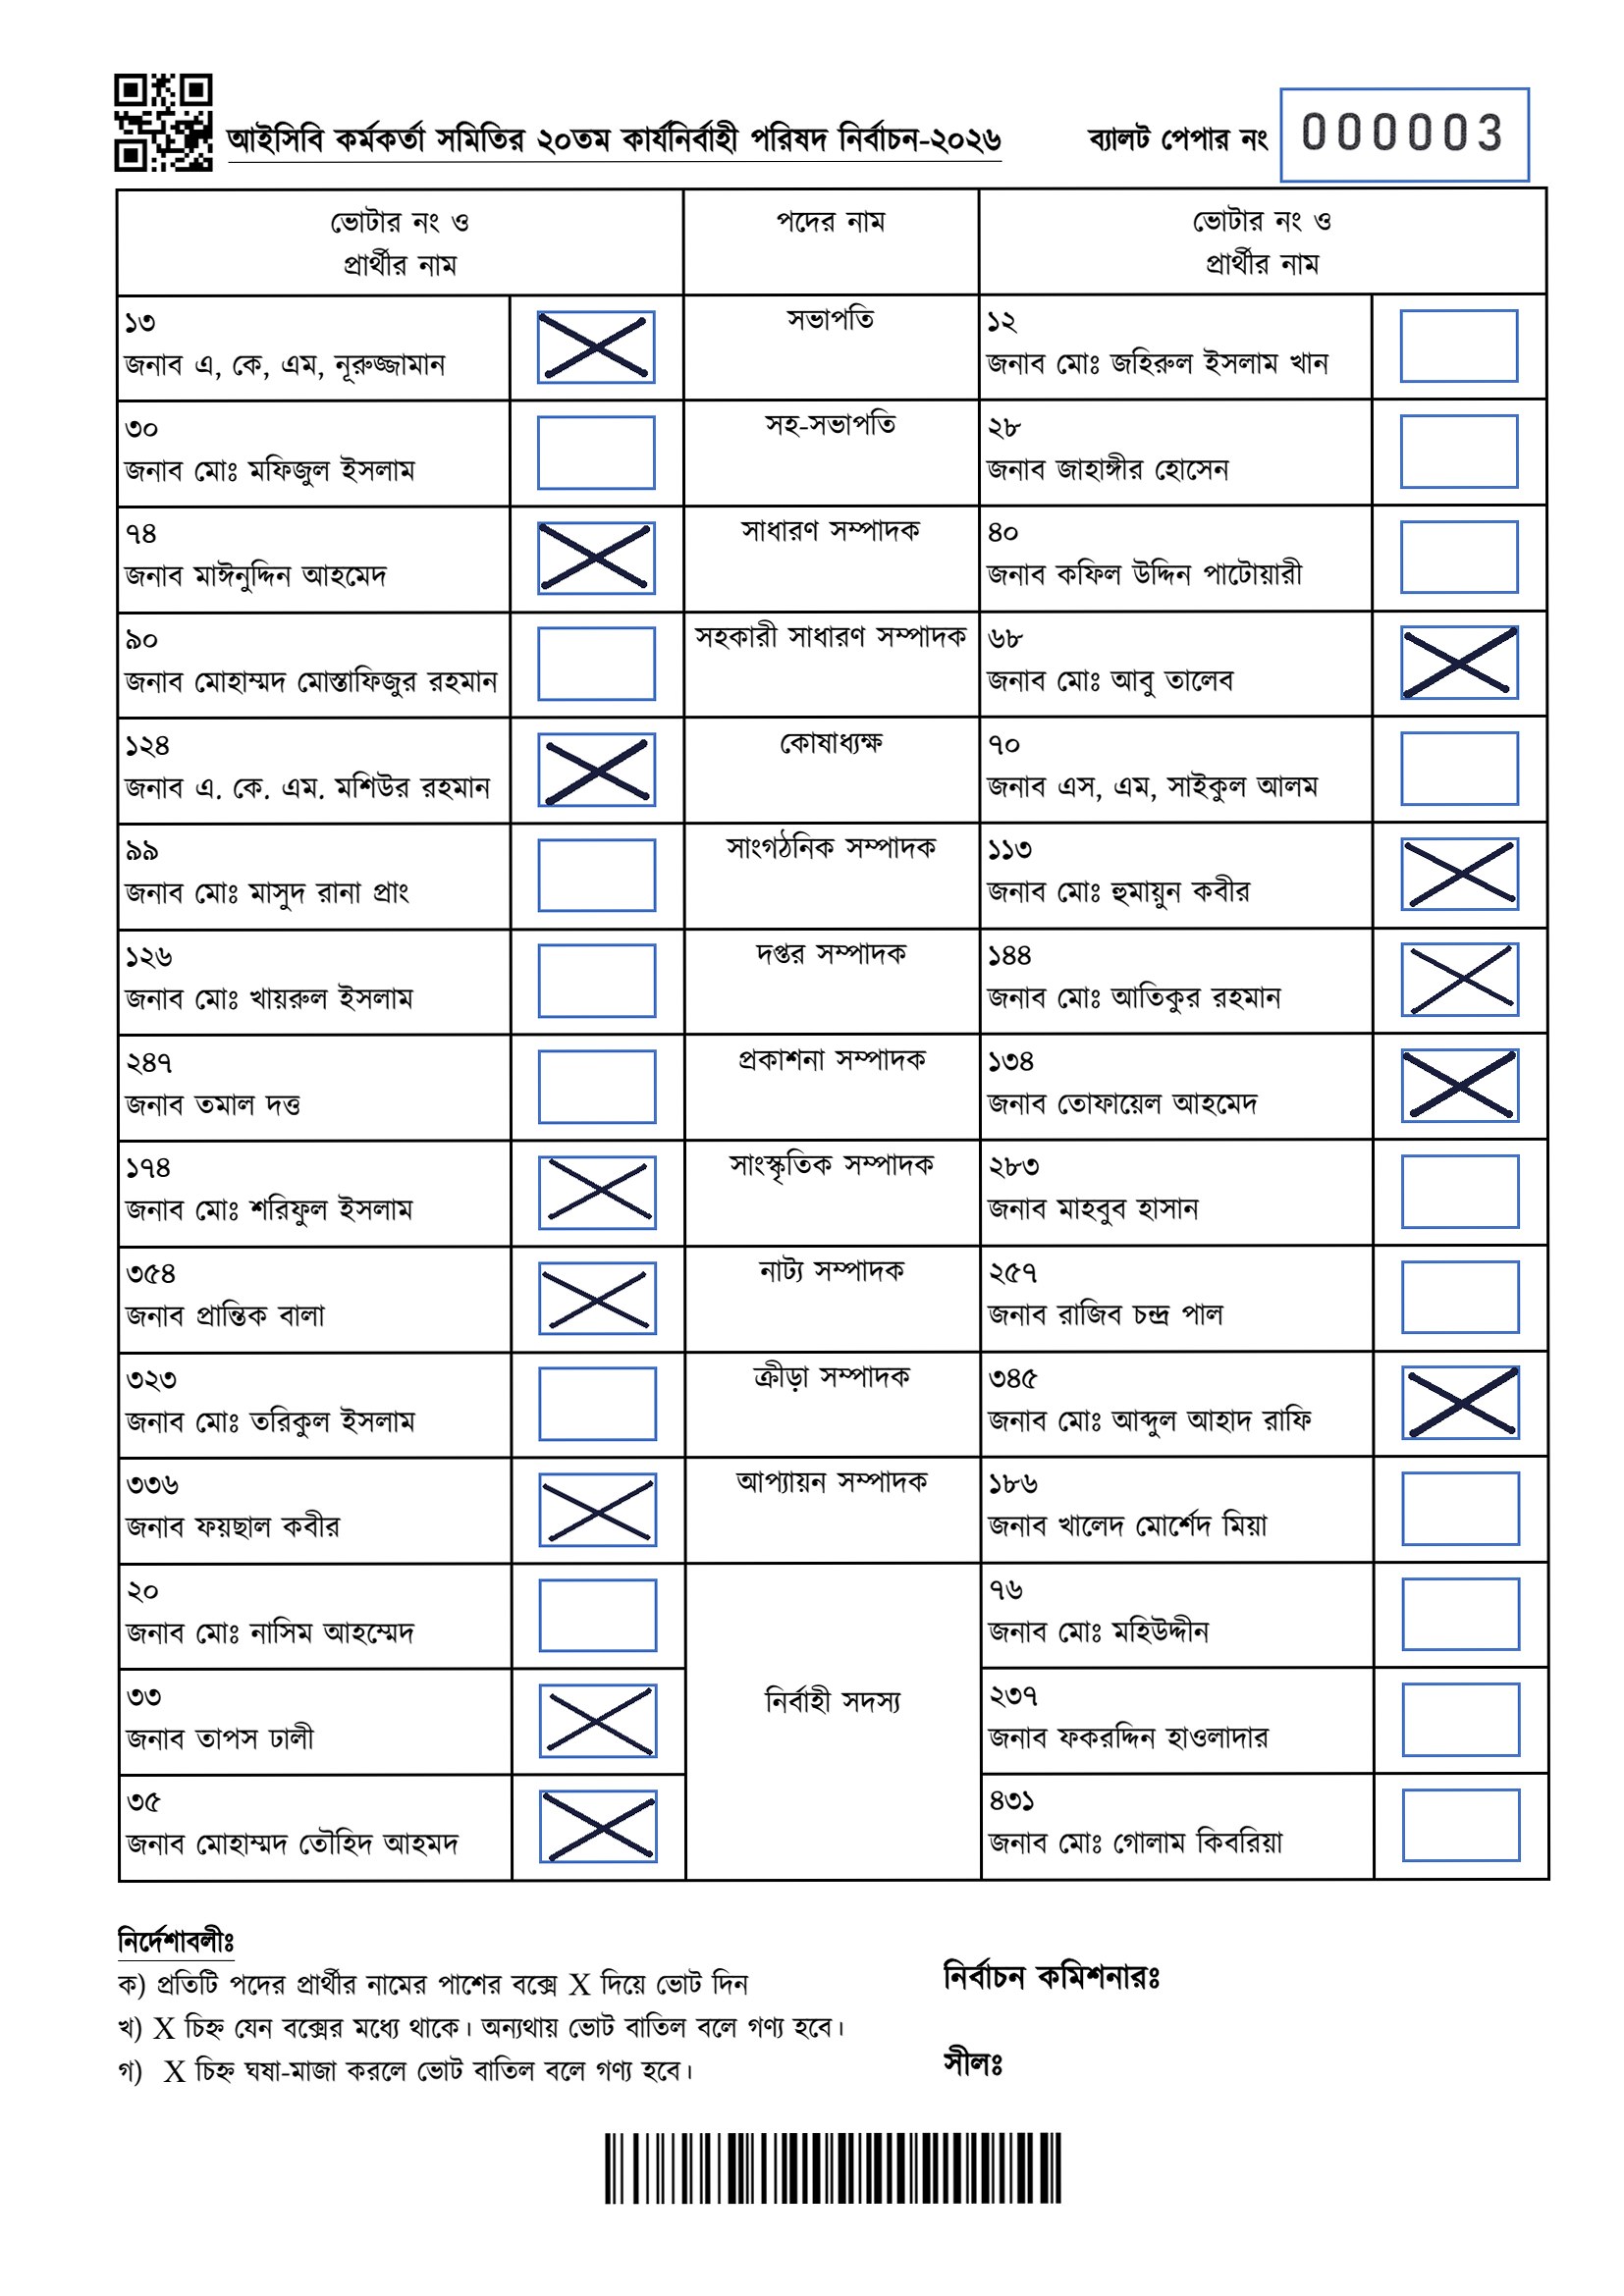 আইসিবি কর্মকর্তা সমিতির ২০তম কার্যনির্বাহী পরিষদ নির্বাচন-২০২৬ ব্যালট পেপার নং 000003
ভোটার নং ও প্রার্থীর নাম
পদের নাম
ভোটার নং ও প্রার্থীর নাম
১৩ সভাপতি ১২
জনাব এ, কে, এম, নূরুজ্জামান X জনাব মোঃ জহিরুল ইসলাম খান
৩০ সহ-সভাপতি ২৮
জনাব মোঃ মফিজুল ইসলাম জনাব জাহাঙ্গীর হোসেন
৭৪ সাধারণ সম্পাদক ৪০
জনাব মাঈনুদ্দিন আহমেদ X জনাব কফিল উদ্দিন পাটোয়ারী
৯০ সহকারী সাধারণ সম্পাদক ৬৮
জনাব মোহাম্মদ মোস্তাফিজুর রহমান জনাব মোঃ আবু তালেব X
১২৪ কোষাধ্যক্ষ ৭০
জনাব এ. কে. এম. মশিউর রহমান X জনাব এস, এম, সাইকুল আলম
৯৯ সাংগঠনিক সম্পাদক ১১৩
জনাব মোঃ মাসুদ রানা প্রাং জনাব মোঃ হুমায়ুন কবীর X
১২৬ দপ্তর সম্পাদক ১৪৪
জনাব মোঃ খায়রুল ইসলাম জনাব মোঃ আতিকুর রহমান X
২৪৭ প্রকাশনা সম্পাদক ১৩৪
জনাব তমাল দত্ত জনাব তোফায়েল আহমেদ X
১৭৪ সাংস্কৃতিক সম্পাদক ২৮৩
জনাব মোঃ শরিফুল ইসলাম X জনাব মাহবুব হাসান
৩৫৪ নাট্য সম্পাদক ২৫৭
জনাব প্রান্তিক বালা X জনাব রাজিব চন্দ্র পাল
৩২৩ ক্রীড়া সম্পাদক ৩৪৫
জনাব মোঃ তরিকুল ইসলাম জনাব মোঃ আব্দুল আহাদ রাফি X
৩৩৬ আপ্যায়ন সম্পাদক ১৮৬
জনাব ফয়ছাল কবীর X জনাব খালেদ মোর্শেদ মিয়া
২০ ৭৬
জনাব মোঃ নাসিম আহম্মেদ জনাব মোঃ মহিউদ্দীন
৩৩ নির্বাহী সদস্য ২৩৭
জনাব তাপস ঢালী X জনাব ফকরদ্দিন হাওলাদার
৩৫ ৪৩১
জনাব মোহাম্মদ তৌহিদ আহমদ X জনাব মোঃ গোলাম কিবরিয়া
নির্দেশাবলীঃ
ক) প্রতিটি পদের প্রার্থীর নামের পাশের বক্সে X দিয়ে ভোট দিন
খ) X চিহ্ন যেন বক্সের মধ্যে থাকে। অন্যথায় ভোট বাতিল বলে গণ্য হবে।
গ) X চিহ্ন ঘষা-মাজা করলে ভোট বাতিল বলে গণ্য হবে।
নির্বাচন কমিশনারঃ
সীলঃ